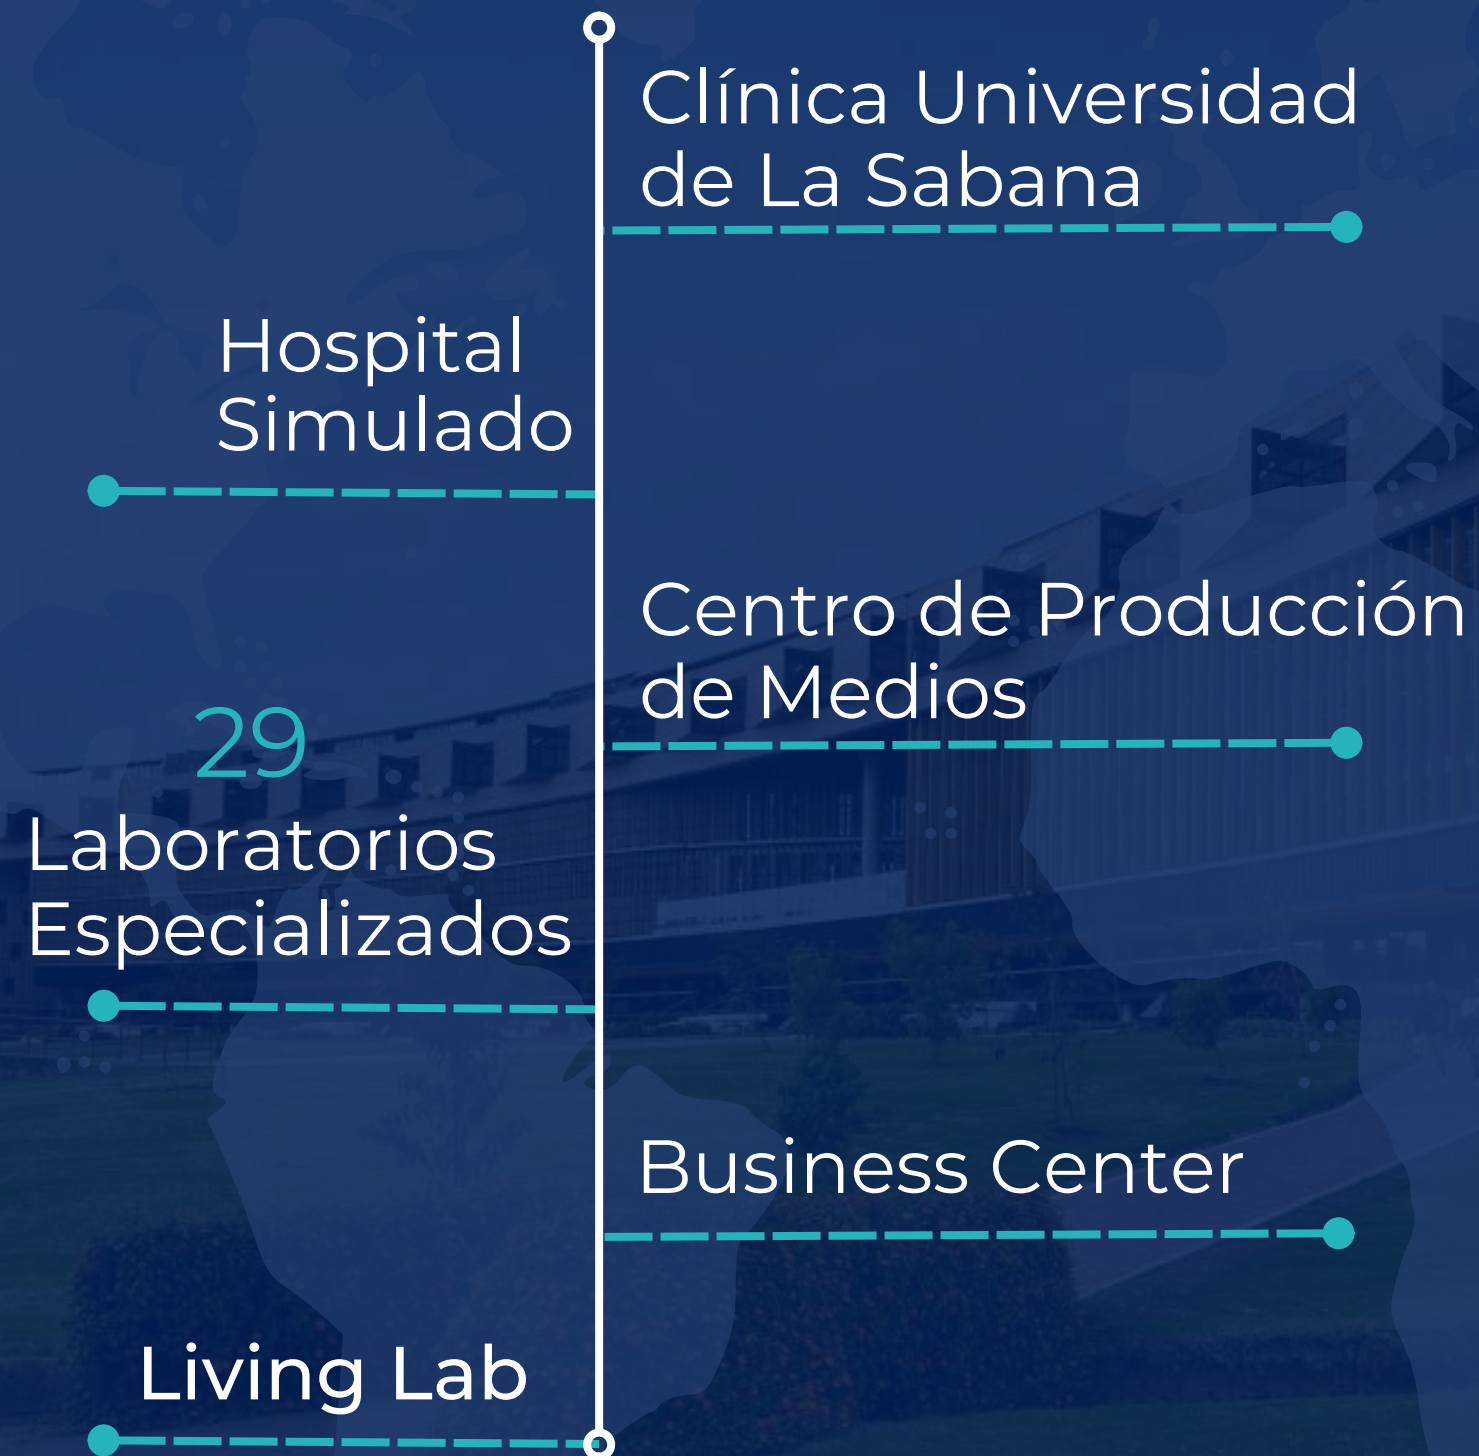 Clínica Universidad
de La Sabana
Hospital
Simulado
Centro de Producción
de Medios
29
Laboratorios
Especializados
Business Center
Living Lab